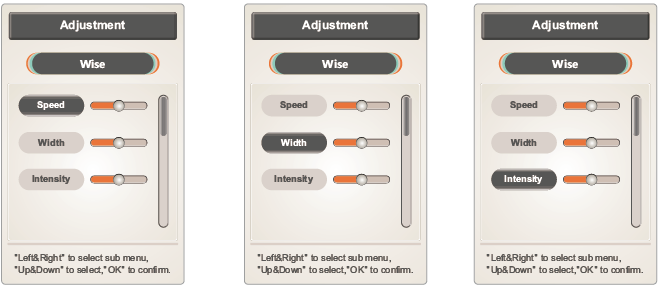 Adjustment
Wise
Speed
Width
Intensity
"Left&Right" to select sub menu,
"Up&Down" to select,"OK" to confirm.
Adjustment
Wise
Speed
Width
Intensity
"Left&Right" to select sub menu,
"Up&Down" to select,"OK" to confirm.
Adjustment
Wise
Speed
Width
Intensity
"Left&Right" to select sub menu,
"Up&Down" to select,"OK" to confirm.